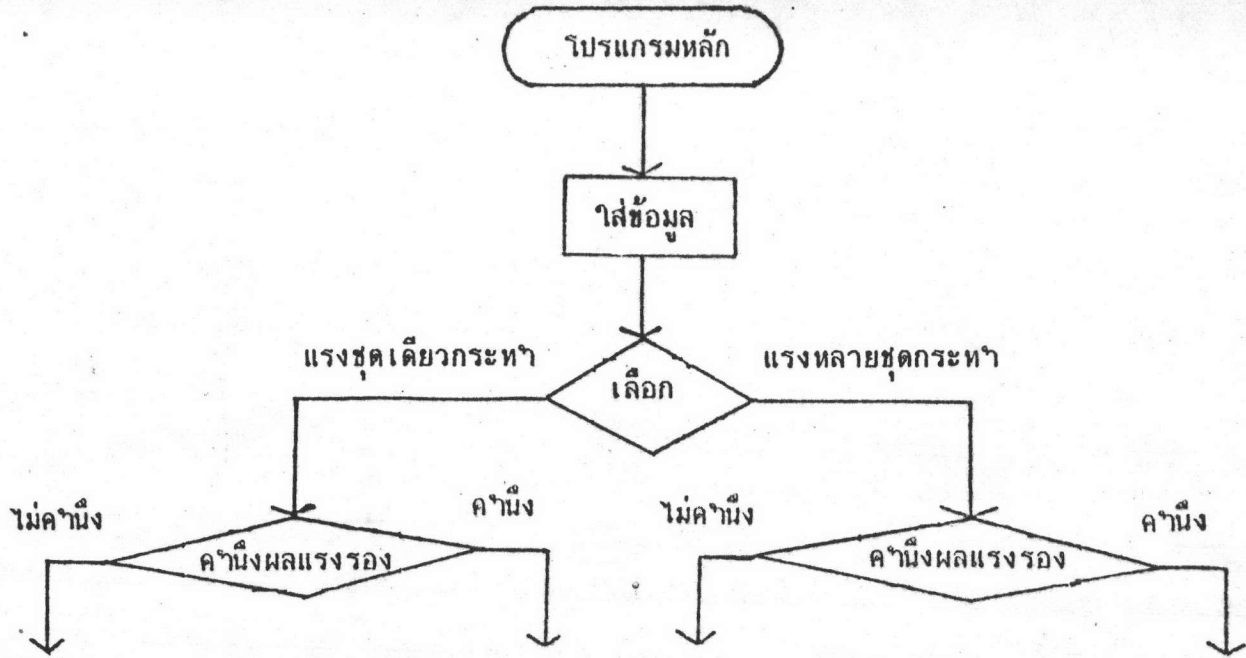 โปรแกรมหลัก
ใส่ข้อมูล
แรงชุดเดียวกระทำ
เลือก
แรงหลายชุดกระทำ
ไม่คำนึง
คำนึงผลแรงรอง
คำนึง
ไม่คำนึง
คำนึงผลแรงรอง
คำนึง